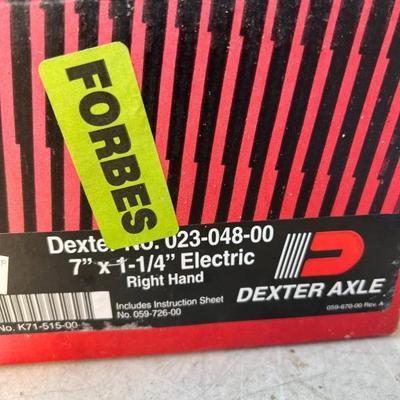 FORBES
Dexter No. 023-048-00
7" x 1-1/4" Electric
Right Hand
Includes Instruction Sheet
No. 059-726-00
No. K71-515-00
DEXTER AXLE
059-670-00 Rev. A